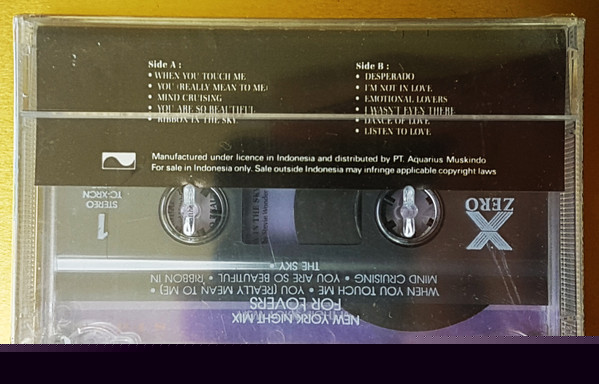 Side A :
• WHEN YOU TOUCH ME
• YOU (REALLY MEAN TO ME)
• MIND CRUISING
• YOU ARE SO BEAUTIFUL
• RIBBON IN THE SKY
Side B :
• DESPERADO
• I'M NOT IN LOVE
• EMOTIONAL LOVERS
• I WASN'T EVEN THERE
• DANCE OF LOVE
• LISTEN TO LOVE
Manufactured under licence in Indonesia and distributed by PT. Aquarius Muskindo
For sale in Indonesia only. Sale outside Indonesia may infringe applicable copyright laws
NEW YORK NIGHT MIX
FOR LOVERS
WHEN YOU TOUCH ME • YOU (REALLY MEAN TO ME) •
MIND CRUISING • YOU ARE SO BEAUTIFUL • RIBBON IN
THE SKY
X
ZERO
1
STEREO
TC-XRCN